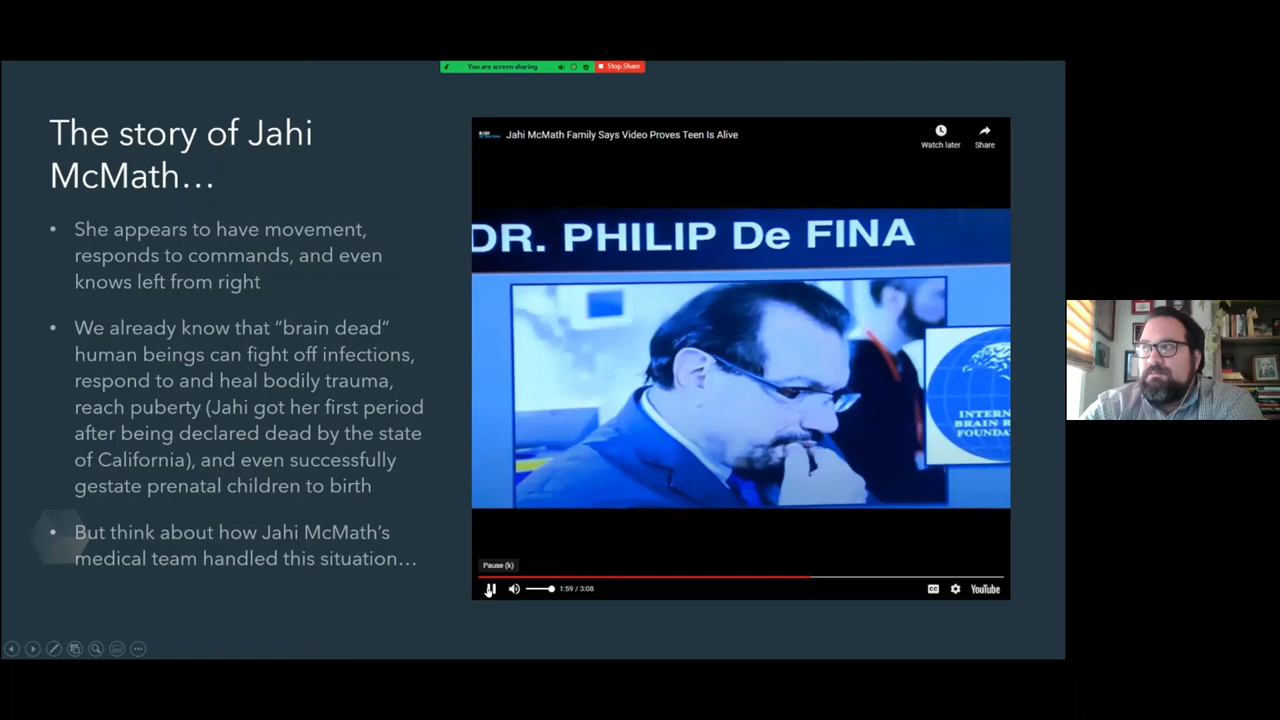 You are screen sharing
Stop Share
The story of Jahi
McMath…
• She appears to have movement,
responds to commands, and even
knows left from right
• We already know that “brain dead”
human beings can fight off infections,
respond to and heal bodily trauma,
reach puberty (Jahi got her first period
after being declared dead by the state
of California), and even successfully
gestate prenatal children to birth
• But think about how Jahi McMath’s
medical team handled this situation…
Jahi McMath Family Says Video Proves Teen Is Alive
Watch later
Share
DR. PHILIP De FINA
INTERN
BRAIN R
FOUNDA
Pause (k)
1:59 / 3:08
CC
YouTube